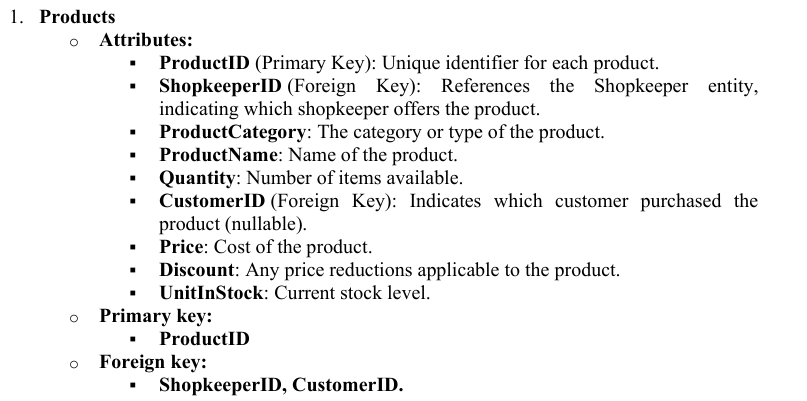 1. Products
o Attributes:
▪ ProductID (Primary Key): Unique identifier for each product.
▪ ShopkeeperID (Foreign Key): References the Shopkeeper entity,
indicating which shopkeeper offers the product.
▪ ProductCategory: The category or type of the product.
▪ ProductName: Name of the product.
▪ Quantity: Number of items available.
▪ CustomerID (Foreign Key): Indicates which customer purchased the
product (nullable).
▪ Price: Cost of the product.
▪ Discount: Any price reductions applicable to the product.
▪ UnitInStock: Current stock level.
o Primary key:
▪ ProductID
o Foreign key:
▪ ShopkeeperID, CustomerID.